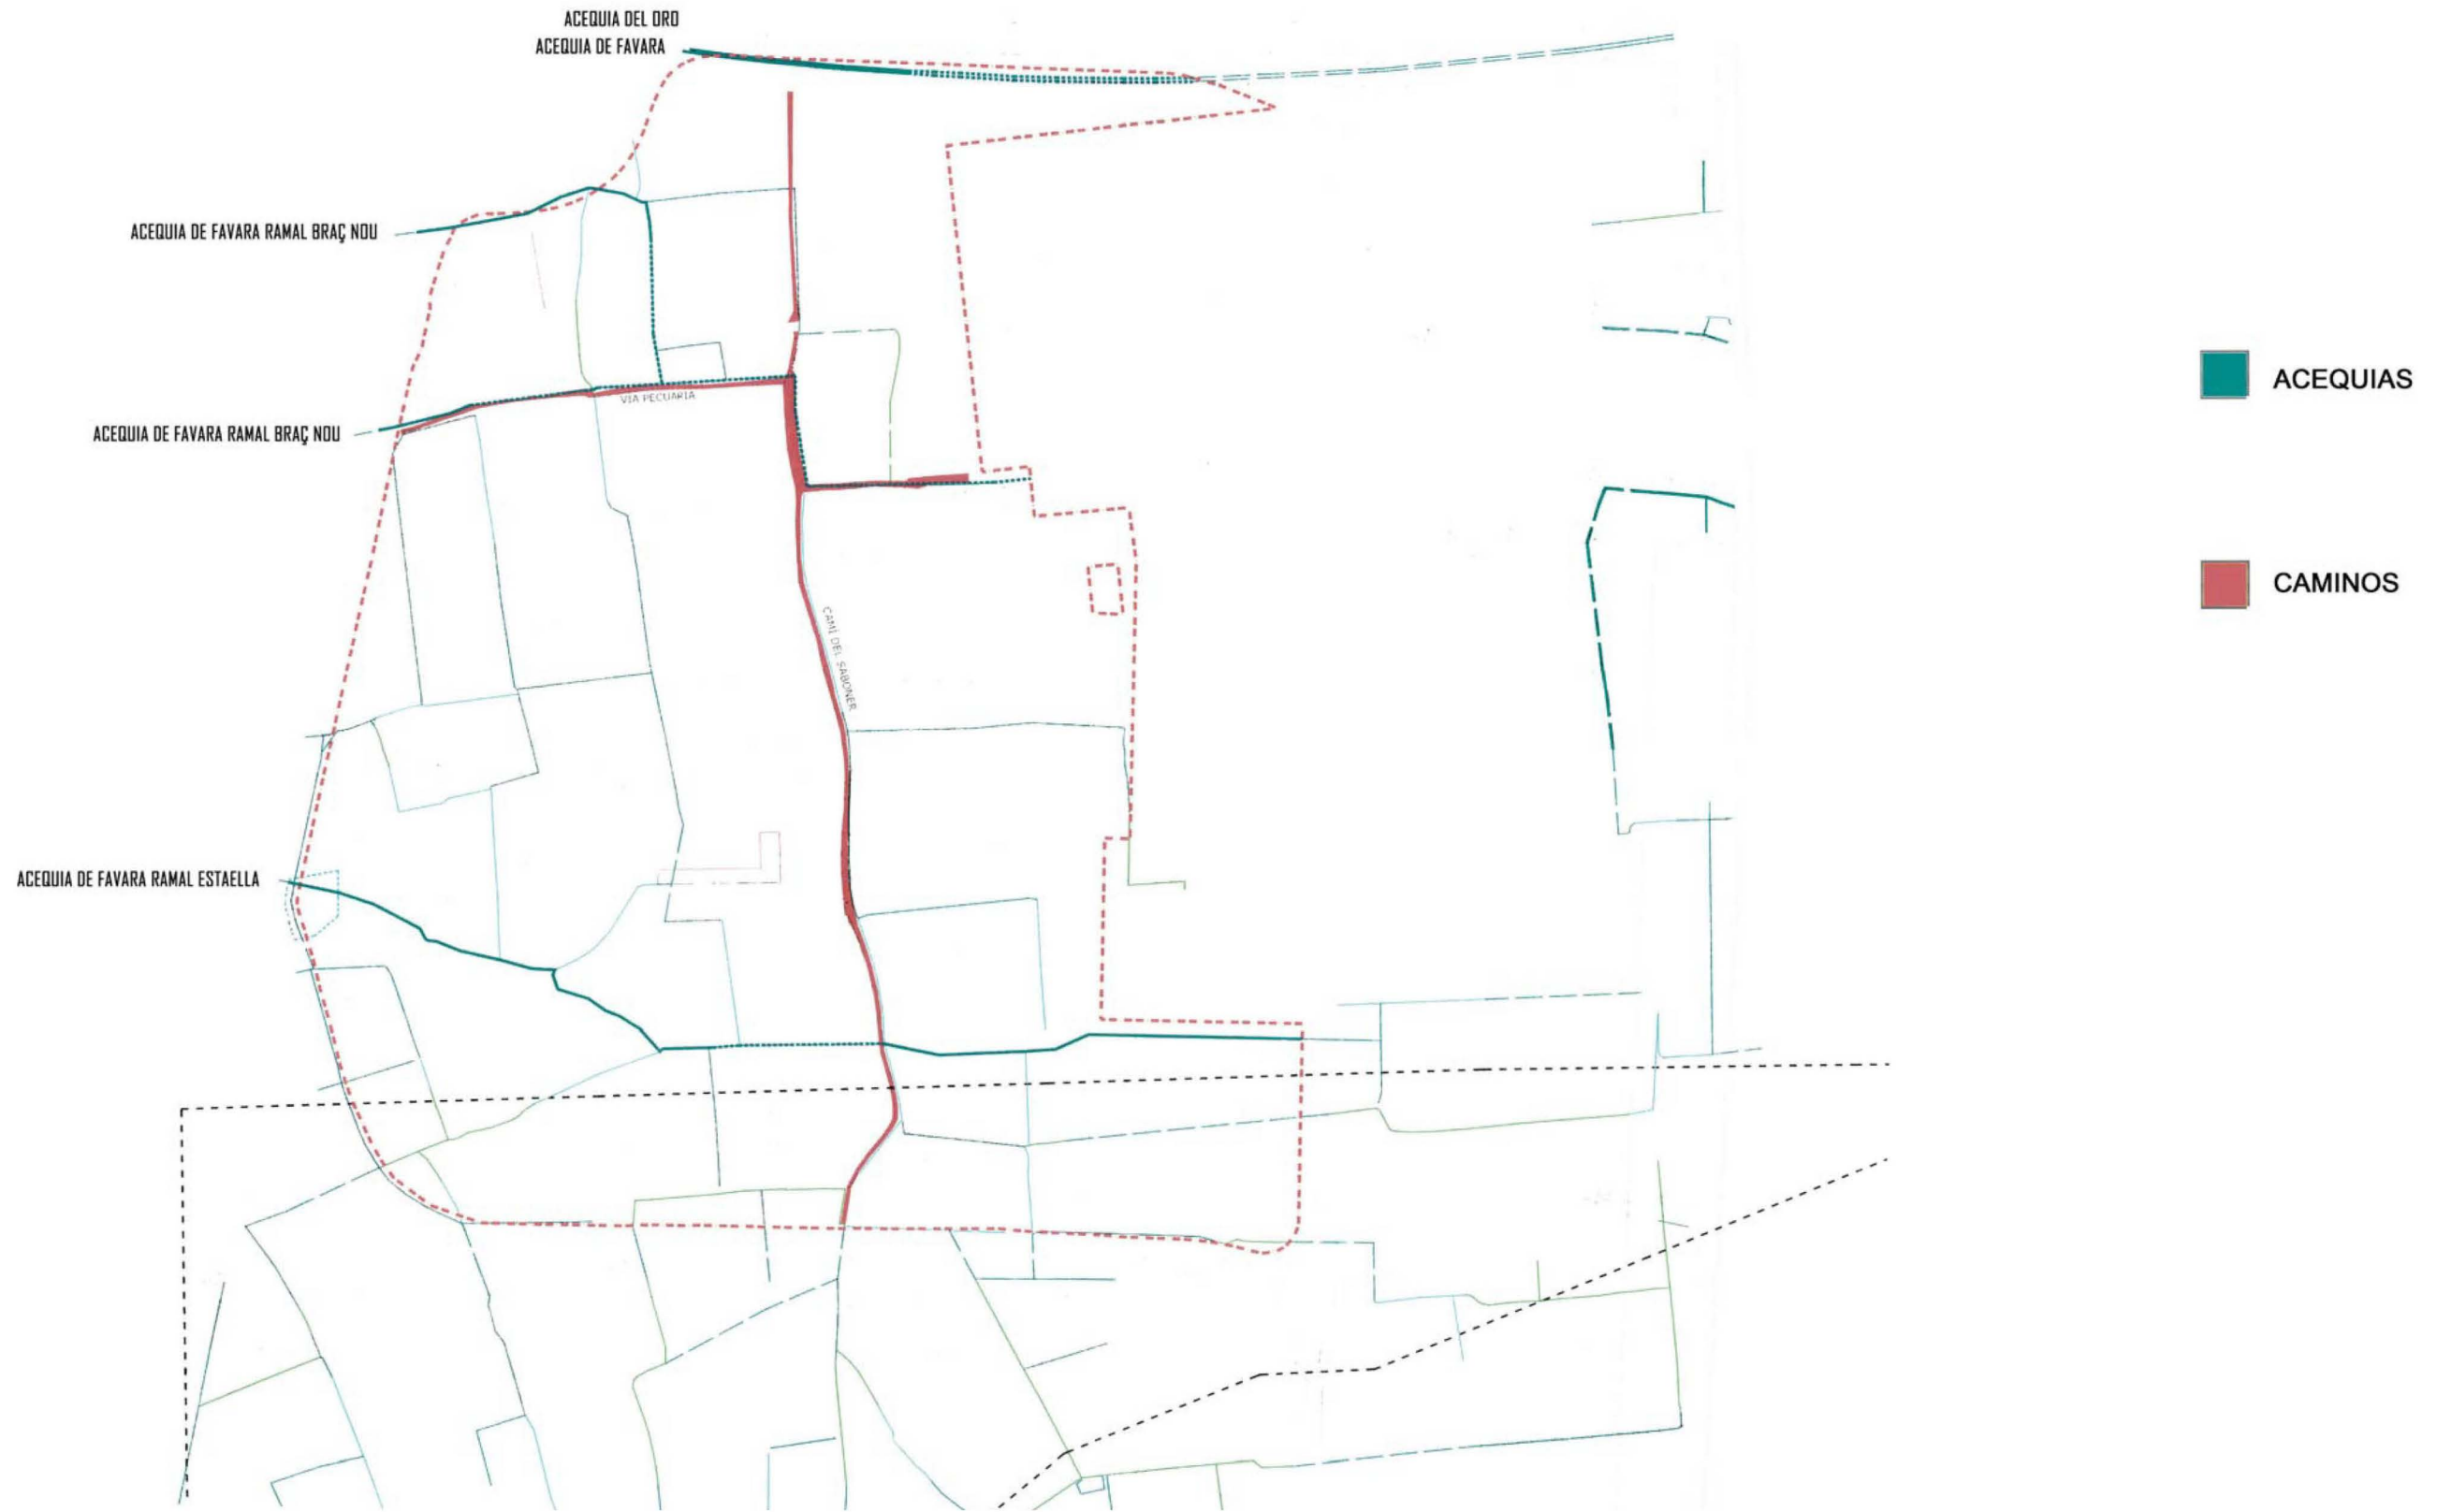 ACEQUIA DEL ORO
ACEQUIA DE FAVARA
ACEQUIA DE FAVARA RAMAL BRAÇ NOU
ACEQUIAS
VIA PECUARIA
ACEQUIA DE FAVARA RAMAL BRAÇ NOU
CAMINOS
CAMÍ DEL SABONER
ACEQUIA DE FAVARA RAMAL ESTAELLA